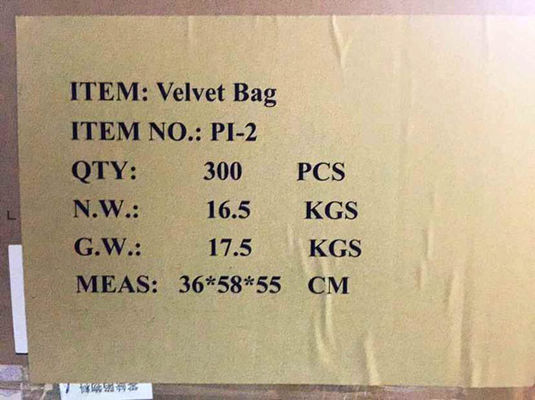 ITEM: Velvet Bag
ITEM NO.: PI-2
QTY: 300 PCS
N.W.: 16.5 KGS
G.W.: 17.5 KGS
MEAS: 36*58*55 CM